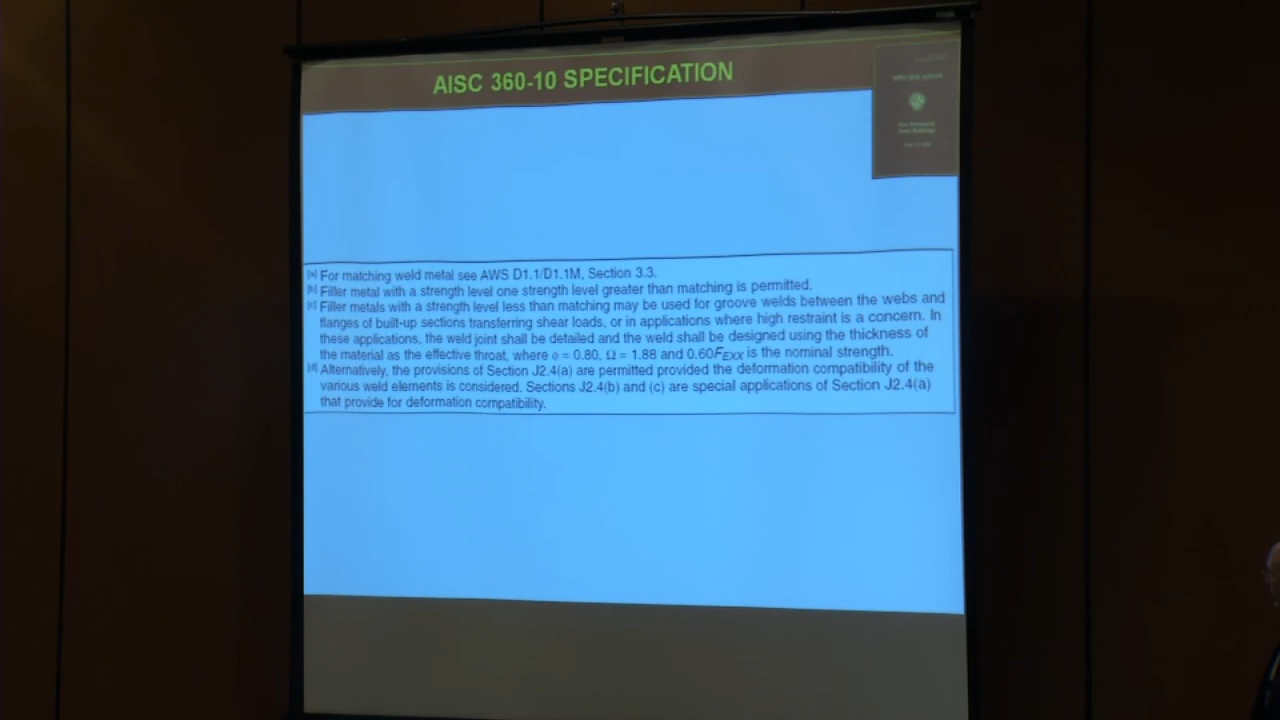 AISC 360-10 SPECIFICATION
[a] For matching weld metal see AWS D1.1/D1.1M, Section 3.3.
[b] Filler metal with a strength level one strength level greater than matching is permitted.
[c] Filler metals with a strength level less than matching may be used for groove welds between the webs and
flanges of built-up sections transferring shear loads, or in applications where high restraint is a concern. In
these applications, the weld joint shall be detailed and the weld shall be designed using the thickness of
the material as the effective throat, where ϕ = 0.80, Ω = 1.88 and 0.60FEXX is the nominal strength.
[d] Alternatively, the provisions of Section J2.4(a) are permitted provided the deformation compatibility of the
various weld elements is considered. Sections J2.4(b) and (c) are special applications of Section J2.4(a)
that provide for deformation compatibility.